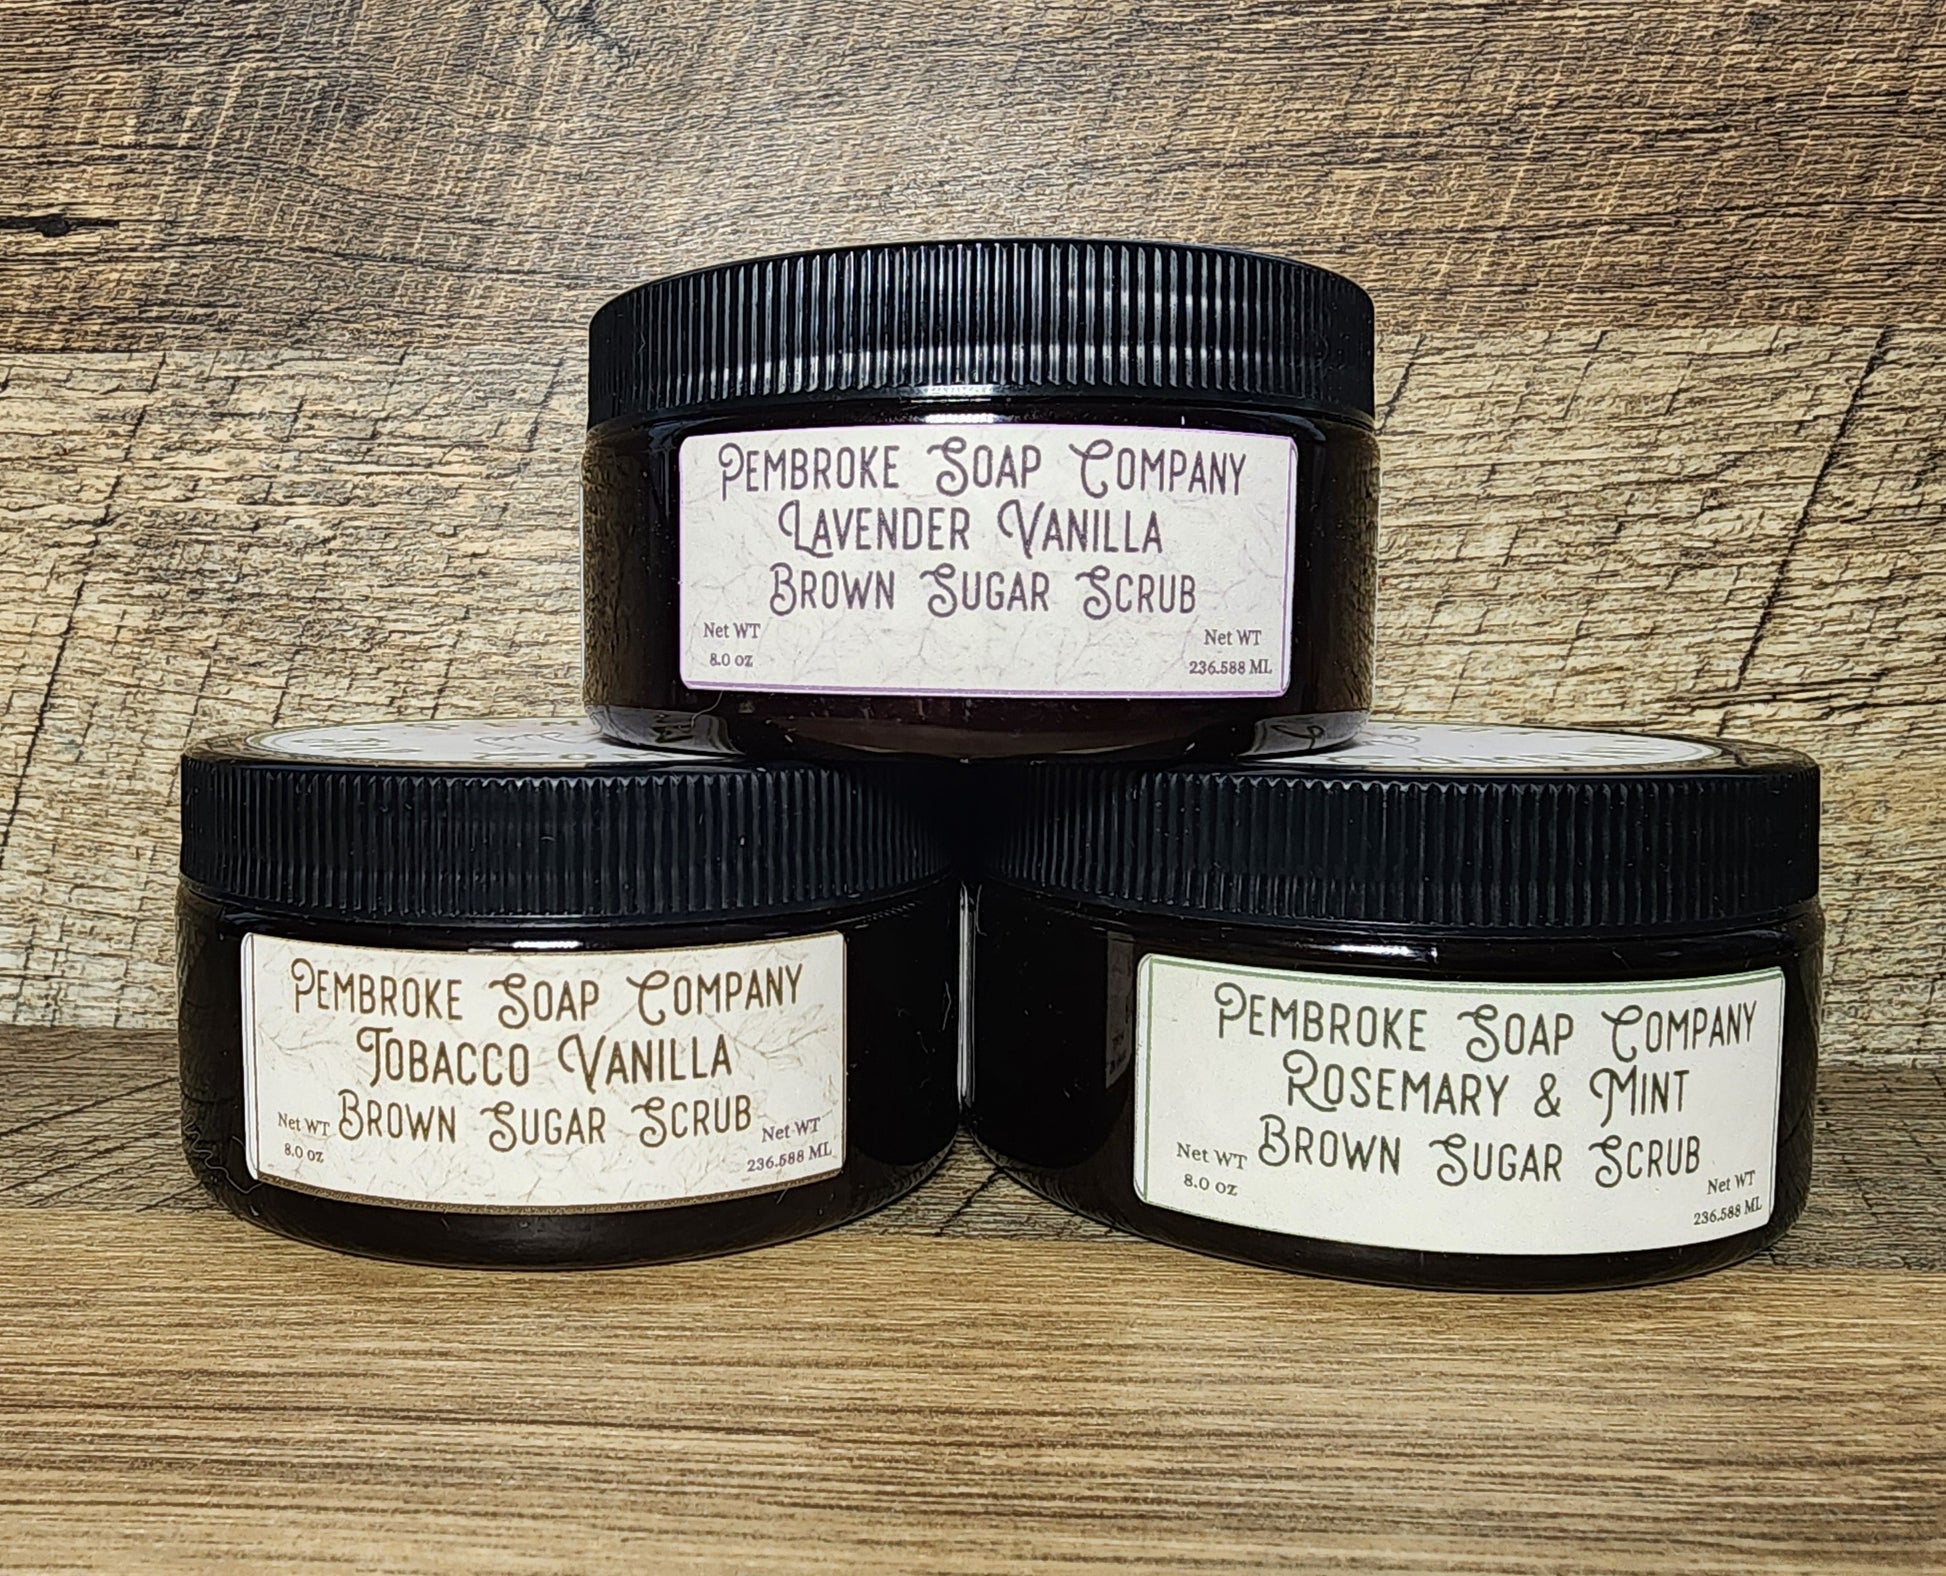 Pembroke Soap Company
Lavender Vanilla
Brown Sugar Scrub
Net WT
8.0 oz
Net WT
236.588 ML
Pembroke Soap Company
Tobacco Vanilla
Brown Sugar Scrub
Net WT
8.0 oz
Net WT
236.588 ML
Pembroke Soap Company
Rosemary & Mint
Brown Sugar Scrub
Net WT
8.0 oz
Net WT
236.588 ML